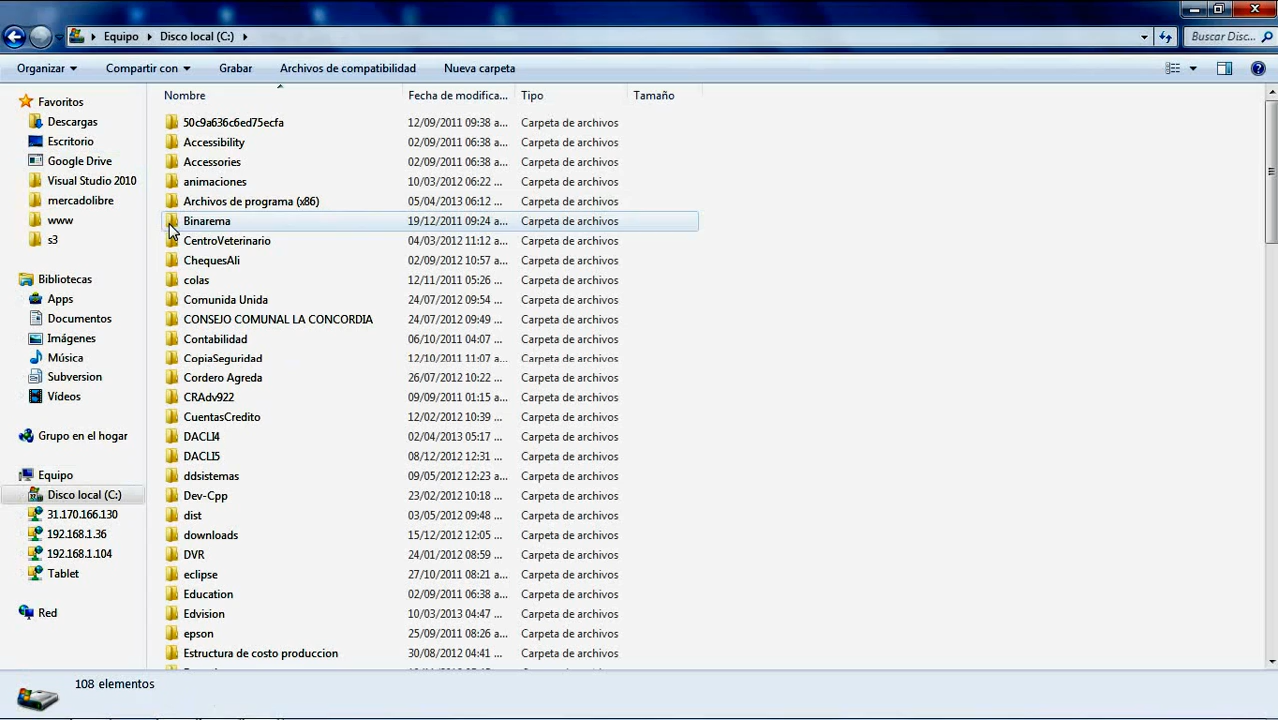 Equipo Disco local (C:) Buscar Disc...
Organizar Compartir con Grabar Archivos de compatibilidad Nueva carpeta
Favoritos
Descargas
Escritorio
Google Drive
Visual Studio 2010
mercadolibre
www
s3
Bibliotecas
Apps
Documentos
Imágenes
Música
Subversion
Vídeos
Grupo en el hogar
Equipo
Disco local (C:)
31.170.166.130
192.168.1.36
192.168.1.104
Tablet
Red
Nombre Fecha de modifica... Tipo Tamaño
50c9a636c6ed75ecfa 12/09/2011 09:38 a... Carpeta de archivos
Accessibility 02/09/2011 06:38 ... Carpeta de archivos
Accessories 02/09/2011 06:38 ... Carpeta de archivos
animaciones 10/03/2012 06:22 ... Carpeta de archivos
Archivos de programa (x86) 05/04/2013 06:12 ... Carpeta de archivos
Binarema 19/12/2011 09:24 a... Carpeta de archivos
CentroVeterinario 04/03/2012 11:12 ... Carpeta de archivos
ChequesAli 02/09/2012 10:57 ... Carpeta de archivos
colas 12/11/2011 05:26 ... Carpeta de archivos
Comunida Unida 24/07/2012 09:54 ... Carpeta de archivos
CONSEJO COMUNAL LA CONCORDIA 24/07/2012 09:49 ... Carpeta de archivos
Contabilidad 06/10/2011 04:07 ... Carpeta de archivos
CopiaSeguridad 12/10/2011 11:07 a... Carpeta de archivos
Cordero Agreda 26/07/2012 10:22 ... Carpeta de archivos
CRAdv922 09/09/2011 01:15 ... Carpeta de archivos
CuentasCredito 12/02/2012 10:39 ... Carpeta de archivos
DACLI4 02/04/2013 05:17 ... Carpeta de archivos
DACLI5 08/12/2012 12:31 ... Carpeta de archivos
ddsistemas 09/05/2012 12:23 ... Carpeta de archivos
Dev-Cpp 23/02/2012 10:18 ... Carpeta de archivos
dist 03/05/2012 09:48 ... Carpeta de archivos
downloads 15/12/2012 12:05 ... Carpeta de archivos
DVR 24/01/2012 08:59 ... Carpeta de archivos
eclipse 27/10/2011 08:21 ... Carpeta de archivos
Education 02/09/2011 06:38 ... Carpeta de archivos
Edvision 10/03/2013 04:47 ... Carpeta de archivos
epson 25/09/2011 08:26 ... Carpeta de archivos
Estructura de costo produccion 30/08/2012 04:41 ... Carpeta de archivos
108 elementos